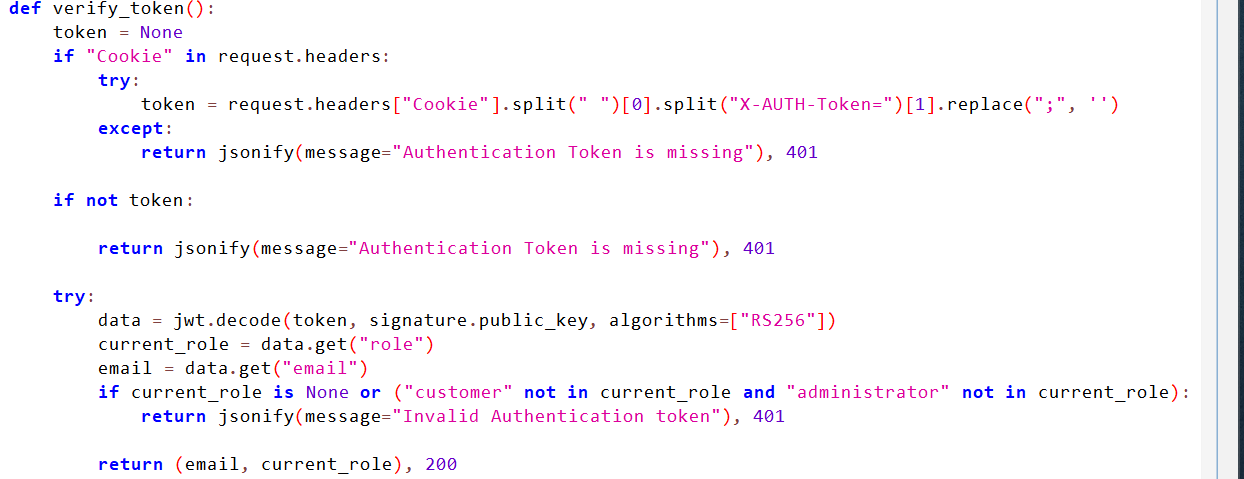 def verify_token():
    token = None
    if "Cookie" in request.headers:
        try:
            token = request.headers["Cookie"].split(" ")[0].split("X-AUTH-Token=")[1].replace(";", '')
        except:
            return jsonify(message="Authentication Token is missing"), 401
    if not token:
        return jsonify(message="Authentication Token is missing"), 401
    try:
        data = jwt.decode(token, signature.public_key, algorithms=["RS256"])
        current_role = data.get("role")
        email = data.get("email")
        if current_role is None or ("customer" not in current_role and "administrator" not in current_role):
            return jsonify(message="Invalid Authentication token"), 401
        return (email, current_role), 200